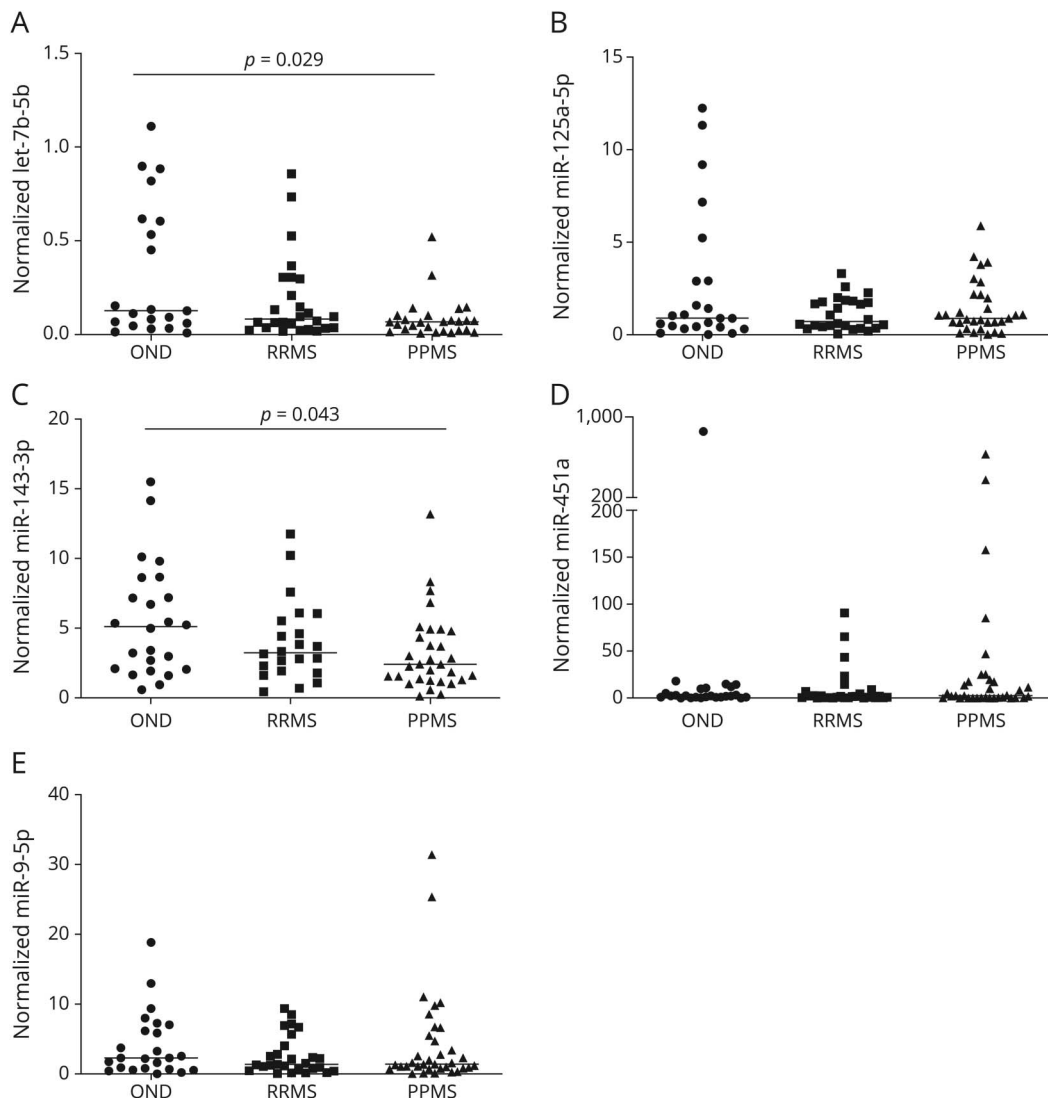 A
Normalized let-7b-5b
1.5
1.0
0.5
0.0
p = 0.029
OND RRMS PPMS
B
Normalized miR-125a-5p
15
10
5
0
OND RRMS PPMS
C
Normalized miR-143-3p
20
15
10
5
0
p = 0.043
OND RRMS PPMS
D
Normalized miR-451a
1,000
200
200
150
100
50
0
OND RRMS PPMS
E
Normalized miR-9-5p
40
30
20
10
0
OND RRMS PPMS